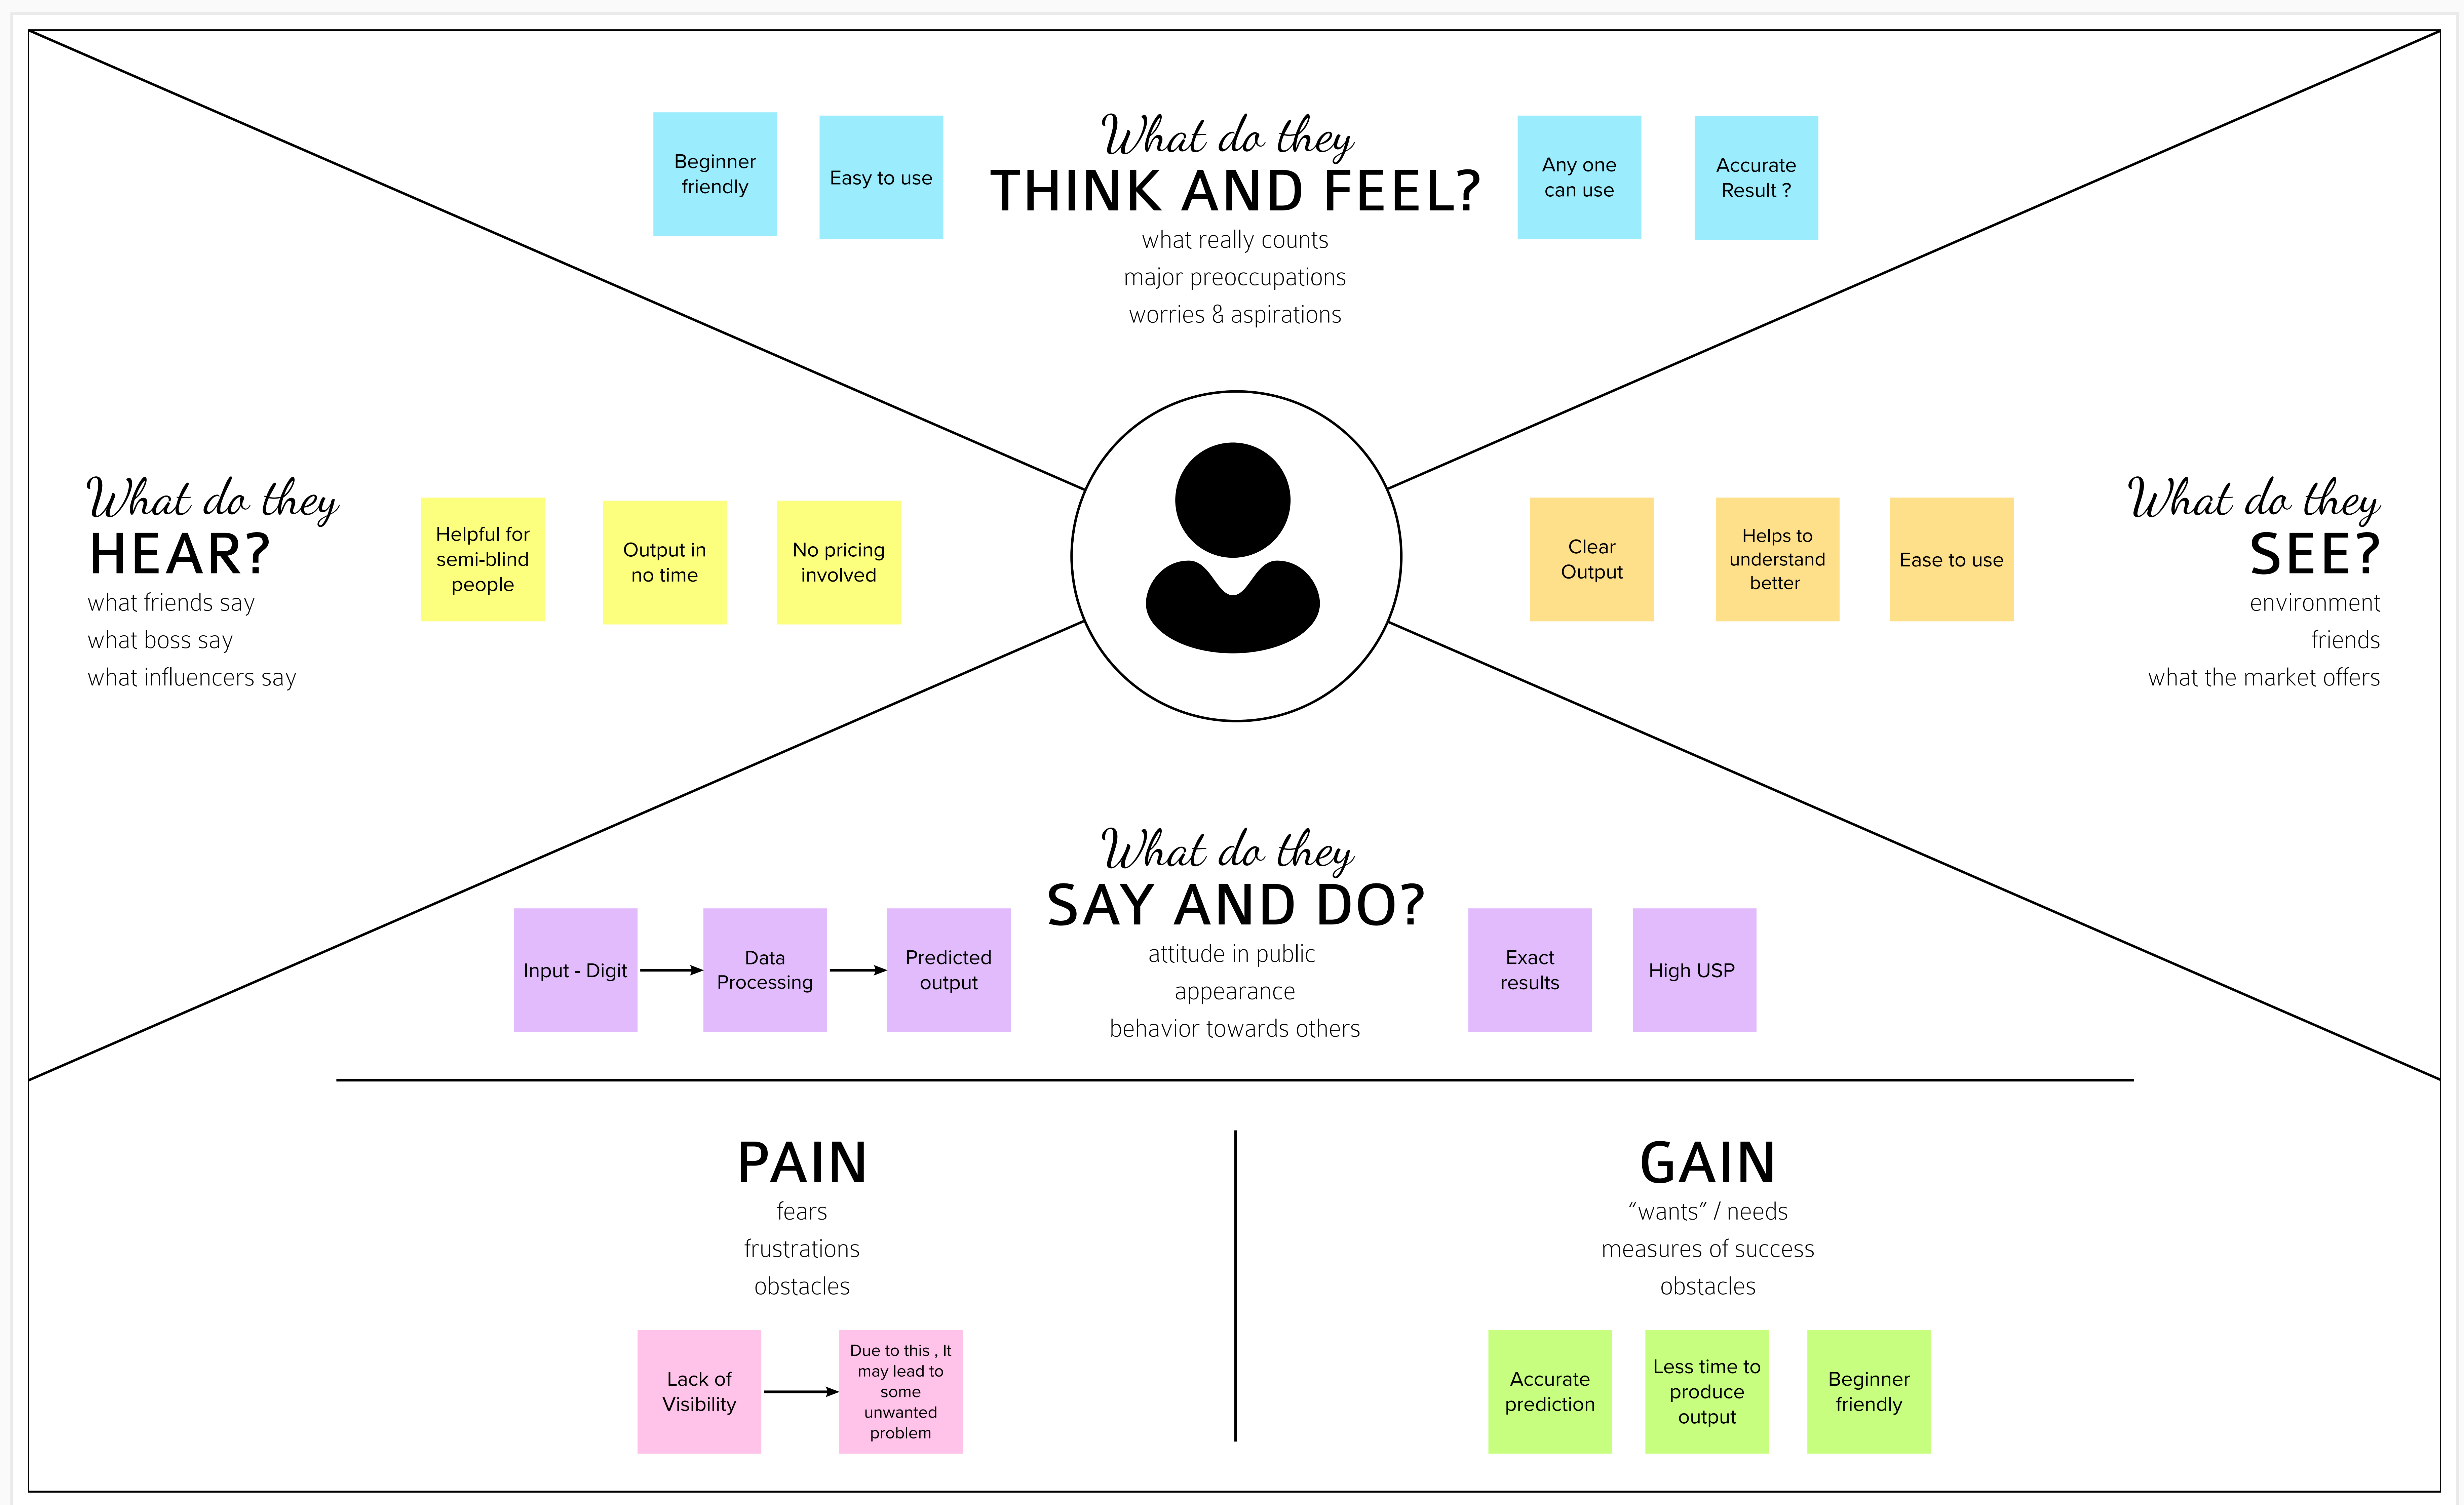 Beginner
friendly
Easy to use
What do they
THINK AND FEEL?
what really counts
major preoccupations
worries & aspirations
Any one
can use
Accurate
Result ?
What do they
HEAR?
what friends say
what boss say
what influencers say
Helpful for
semi-blind
people
Output in
no time
No pricing
involved
Clear
Output
Helps to
understand
better
Ease to use
What do they
SEE?
environment
friends
what the market offers
What do they
SAY AND DO?
attitude in public
appearance
behavior towards others
Input - Digit
Data
Processing
Predicted
output
Exact
results
High USP
PAIN
fears
frustrations
obstacles
Lack of
Visibility
Due to this , It
may lead to
some
unwanted
problem
GAIN
“wants” / needs
measures of success
obstacles
Accurate
prediction
Less time to
produce
output
Beginner
friendly